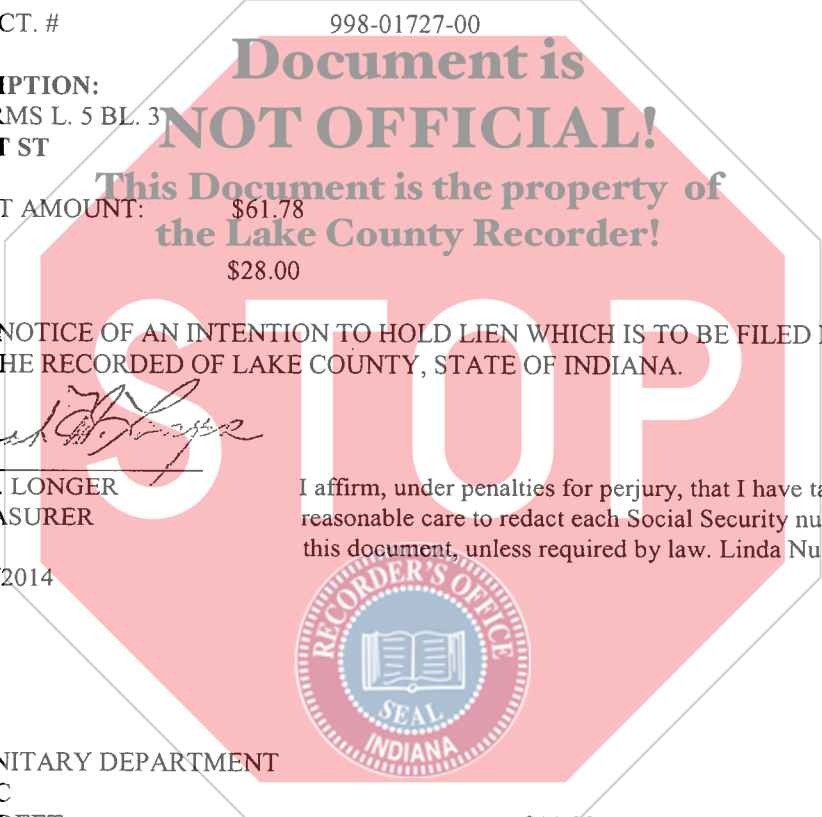 CT. # 998-01727-00
Document is
IPTION:
RMS L. 5 BL. 3
NOT OFFICIAL!
T ST
This Document is the property of
T AMOUNT: $61.78
the Lake County Recorder!
$28.00
STOP
NOTICE OF AN INTENTION TO HOLD LIEN WHICH IS TO BE FILED
HE RECORDED OF LAKE COUNTY, STATE OF INDIANA.
. LONGER I affirm, under penalties for perjury, that I have ta
ASURER reasonable care to redact each Social Security nu
this document, unless required by law. Linda Nu
/2014
RECORDER'S OFFICE
SEAL
INDIANA
NITARY DEPARTMENT
C